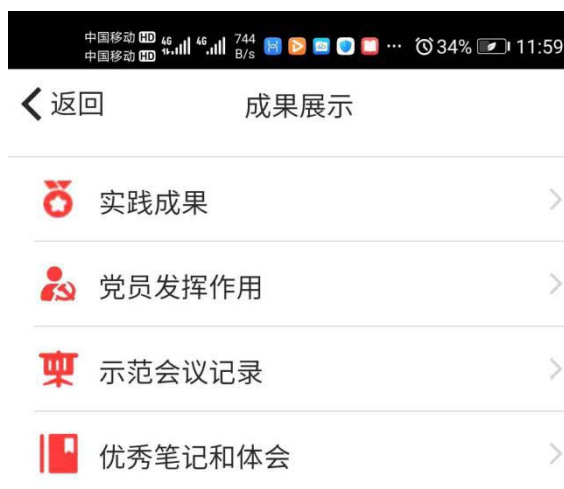 中国移动 HD 4G 4G 744 34% 11:59
中国移动 HD B/s
返回 成果展示
实践成果
党员发挥作用
示范会议记录
优秀笔记和体会